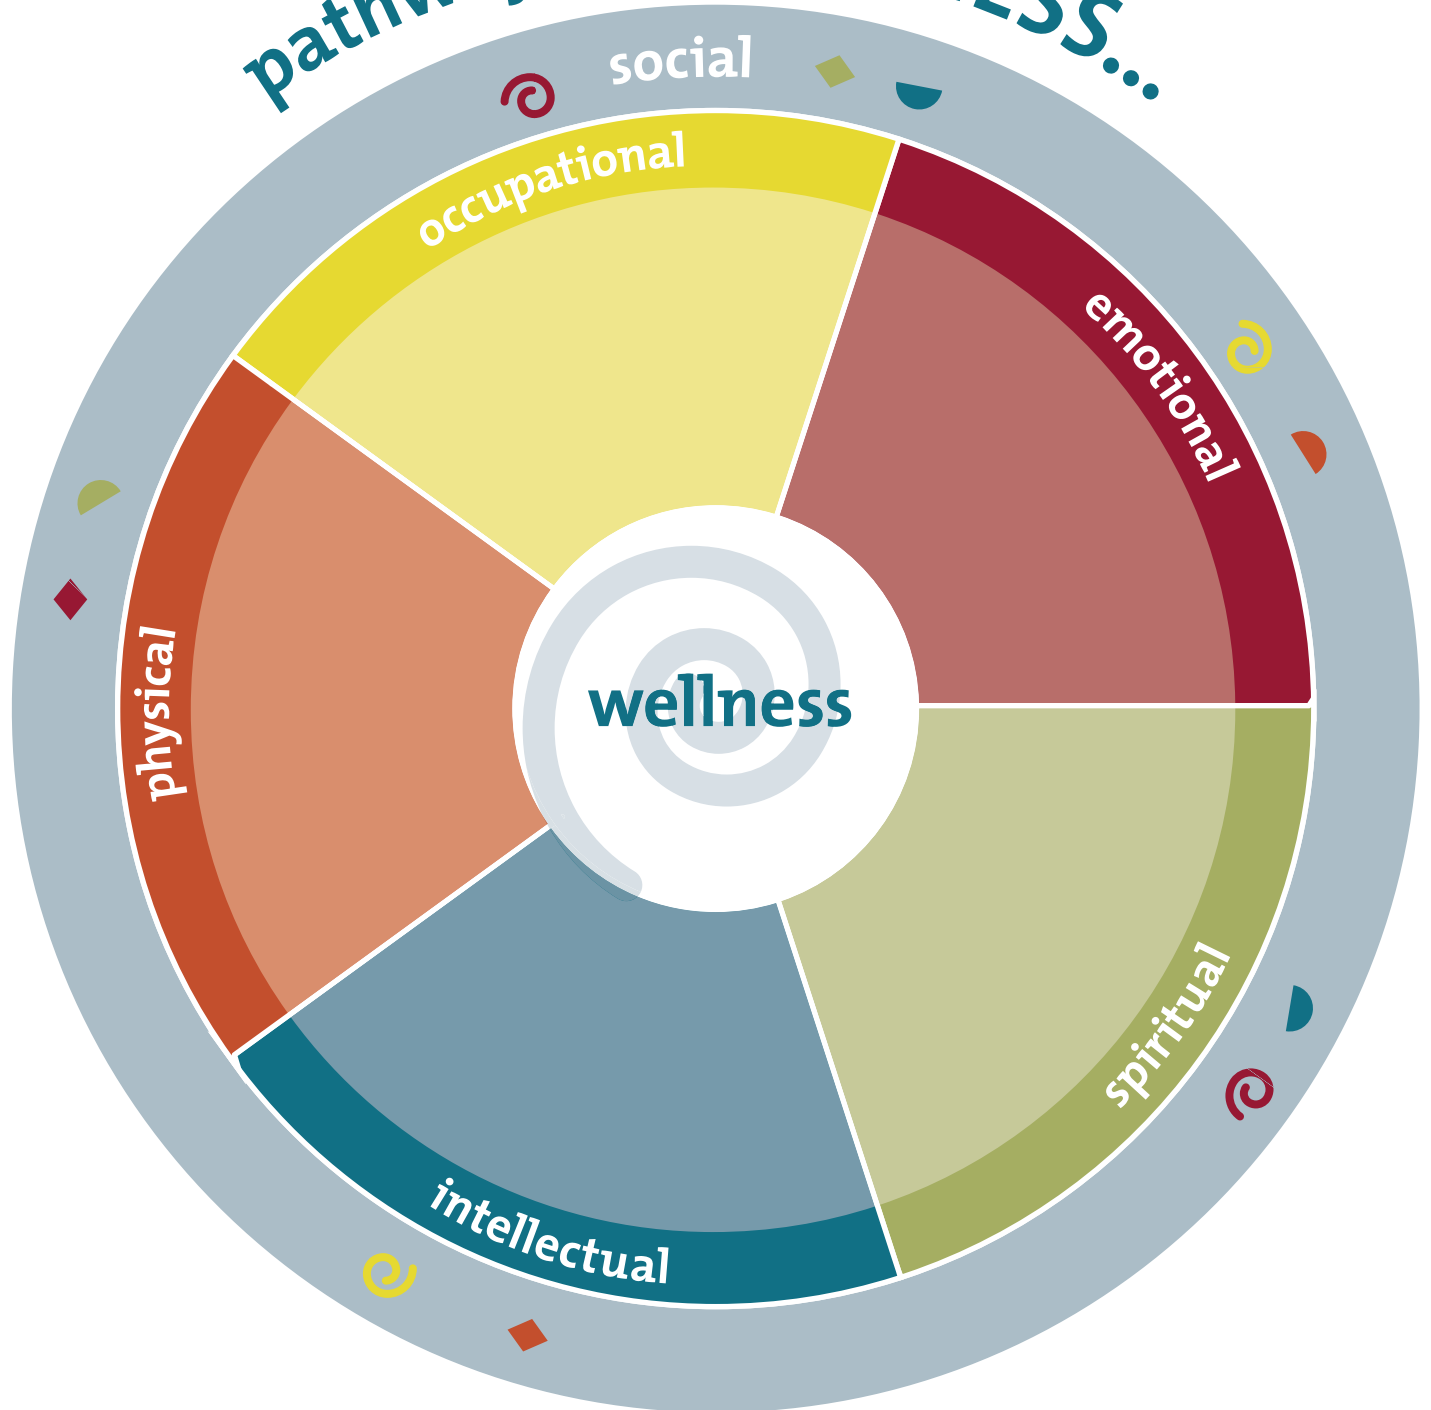 social
occupational
emotional
physical
wellness
spiritual
intellectual